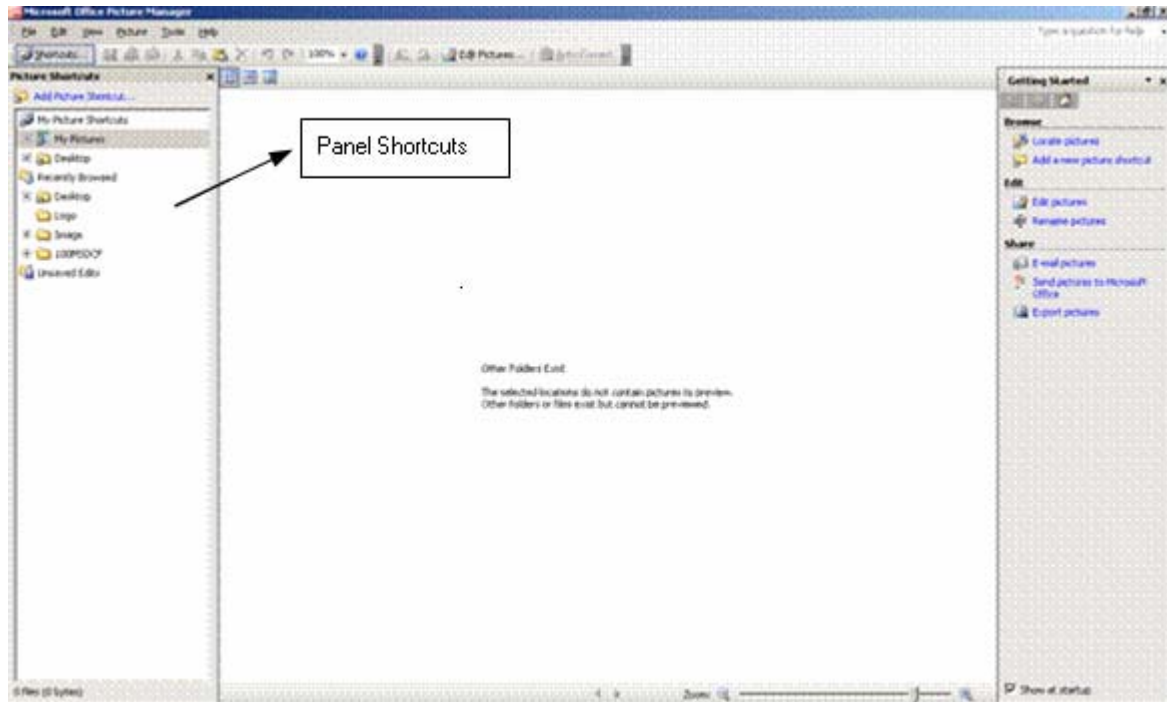 Microsoft Office Picture Manager
File Edit View Picture Tools Help
Type a question for help
Shortcuts...
100%
Edit Pictures...
Auto Correct
Picture Shortcuts
Add Picture Shortcut...
My Picture Shortcuts
My Pictures
Desktop
Recently Browsed
Desktop
Logo
Image
100MSDCF
Unsaved Edits
0 files (0 bytes)
Panel Shortcuts
Other Folders Exist
The selected locations do not contain pictures to preview.
Other folders or files exist but cannot be previewed.
Zoom:
Getting Started
Browse
Locate pictures
Add a new picture shortcut
Edit
Edit pictures
Rename pictures
Share
E-mail pictures
Send pictures to Microsoft
Office
Export pictures
Show at startup